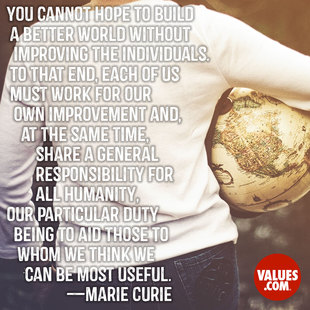 YOU CANNOT HOPE TO BUILD
A BETTER WORLD WITHOUT
IMPROVING THE INDIVIDUALS.
TO THAT END, EACH OF US
MUST WORK FOR OUR
OWN IMPROVEMENT AND,
AT THE SAME TIME,
SHARE A GENERAL
RESPONSIBILITY FOR
ALL HUMANITY,
OUR PARTICULAR DUTY
BEING TO AID THOSE TO
WHOM WE THINK WE
CAN BE MOST USEFUL.
—MARIE CURIE
VALUES
.COM